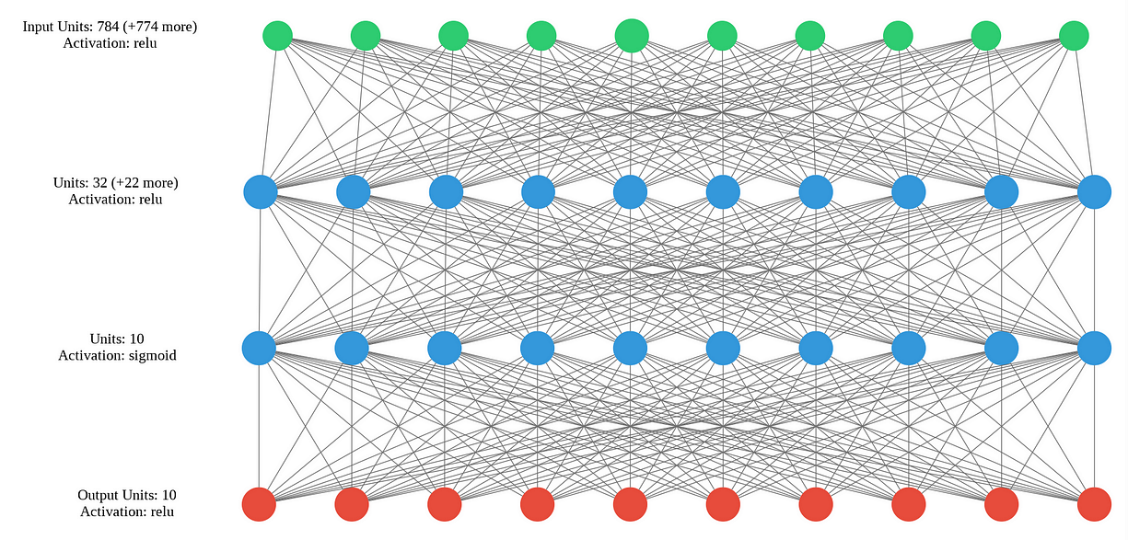 Input Units: 784 (+774 more)
Activation: relu
Units: 32 (+22 more)
Activation: relu
Units: 10
Activation: sigmoid
Output Units: 10
Activation: relu